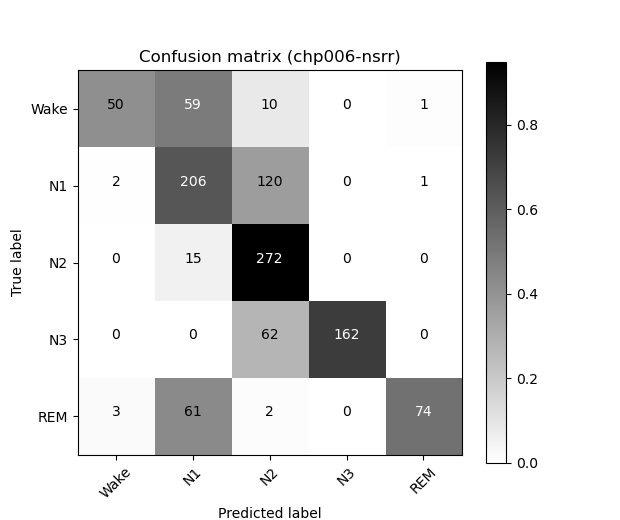 Confusion matrix (chp006-nsrr)
Wake 50 59 10 0 1
N1 2 206 120 0 1
N2 0 15 272 0 0
N3 0 0 62 162 0
REM 3 61 2 0 74
Wake N1 N2 N3 REM
Predicted label
True label
0.8
0.6
0.4
0.2
0.0